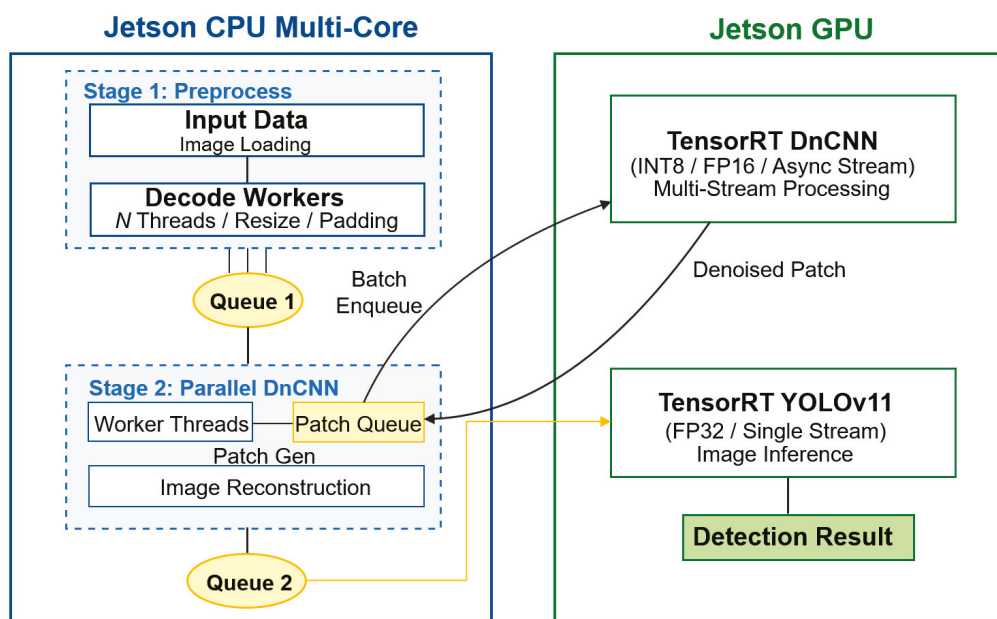 Jetson CPU Multi-Core
Stage 1: Preprocess
Input Data
Image Loading
Decode Workers
N Threads / Resize / Padding
Queue 1
Batch
Enqueue
Stage 2: Parallel DnCNN
Worker Threads
Patch Queue
Patch Gen
Image Reconstruction
Queue 2
Jetson GPU
TensorRT DnCNN
(INT8 / FP16 / Async Stream)
Multi-Stream Processing
Denoised Patch
TensorRT YOLOv11
(FP32 / Single Stream)
Image Inference
Detection Result